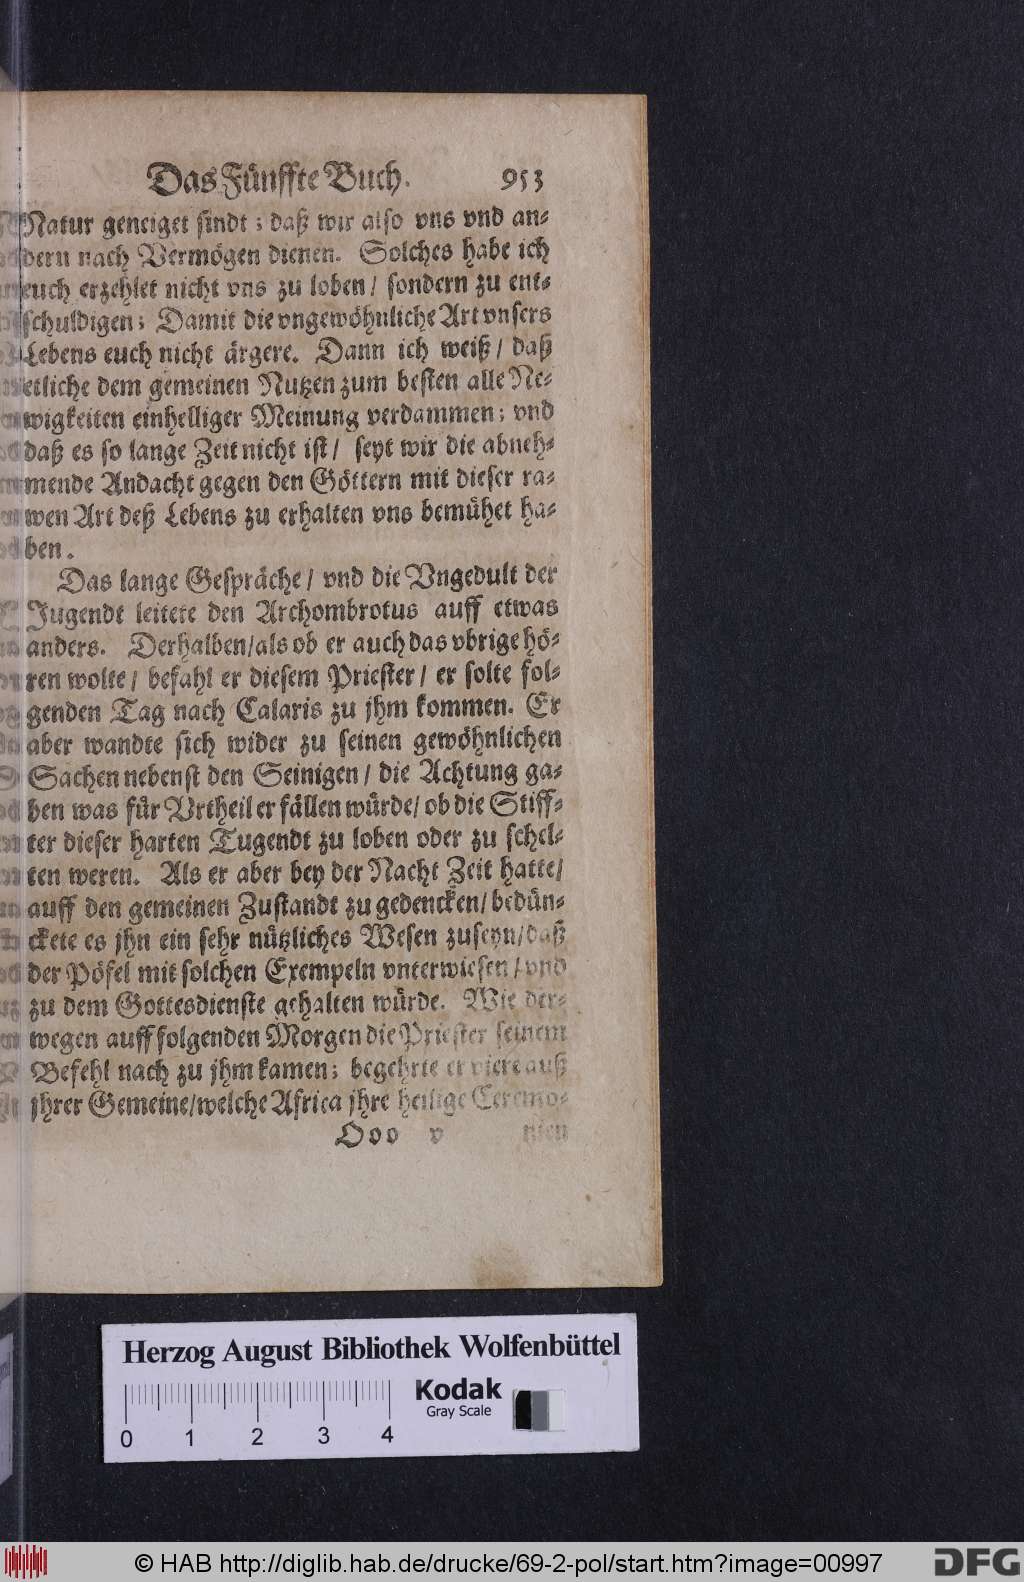 Das Fünffte Buch. 953
Natur geneiget sindt; daß wir also vns vnd an-
dern nach Vermögen dienen. Solches habe ich
euch erzehlet nicht vns zu loben/ sondern zu ent-
schuldigen; Damit die vngewöhnliche Art vnsers
Lebens euch nicht ärgere. Dann ich weiß/ daß
etliche dem gemeinen Nutzen zum besten alle Ne-
wigkeiten einhelliger Meinung verdammen; vnd
daß es so lange Zeit nicht ist/ seyt wir die abneh-
mende Andacht gegen den Göttern mit dieser ra-
wen Art deß Lebens zu erhalten vns bemühet ha-
ben.
Das lange Gespräche/ vnd die Vngedult der
Jugendt leitete den Archombrotus auff etwas
anders. Derhalben/ als ob er auch das vbrige hö-
ren wolte/ befahl er diesem Priester/ er solte fol-
genden Tag nach Calaris zu jhm kommen. Er
aber wandte sich wider zu seinen gewöhnlichen
Sachen nebenst den Seinigen/ die Achtung ga-
ben was für Vrtheil er fällen würde/ ob die Stiff-
ter dieser harten Tugendt zu loben oder zu schel-
ten weren. Als er aber bey der Nacht Zeit hatte/
auff den gemeinen Zustandt zu gedencken/ bedün-
ckete es jhn ein sehr nützliches Wesen zuseyn/ daß
der Pöfel mit solchen Exempeln vnterwiesen/ vnd
zu dem Gottesdienste gehalten würde. Wie der-
wegen auff folgenden Morgen die Priester seinem
Befehl nach zu jhm kamen; begehrte er viere auß
jhrer Gemeine/ welche Africa jhre heilige Ceremo-
Ooo v nien
Herzog August Bibliothek Wolfenbüttel
Kodak
Gray Scale
0 1 2 3 4
© HAB http://diglib.hab.de/drucke/69-2-pol/start.htm?image=00997
DFG